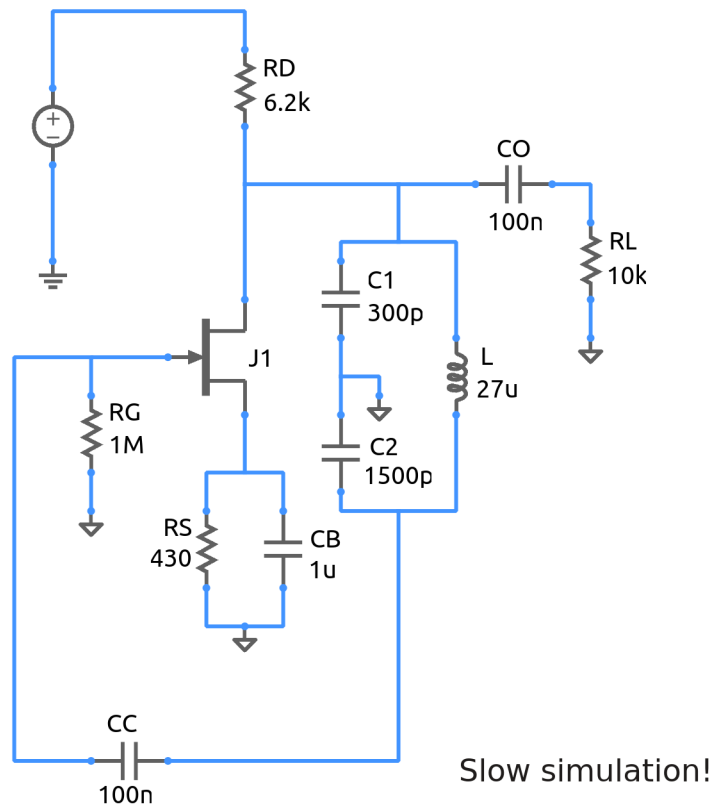 RD
6.2k
CO
100n
RL
10k
C1
300p
J1
L
27u
RG
1M
C2
1500p
RS
430
CB
1u
CC
100n
Slow simulation!